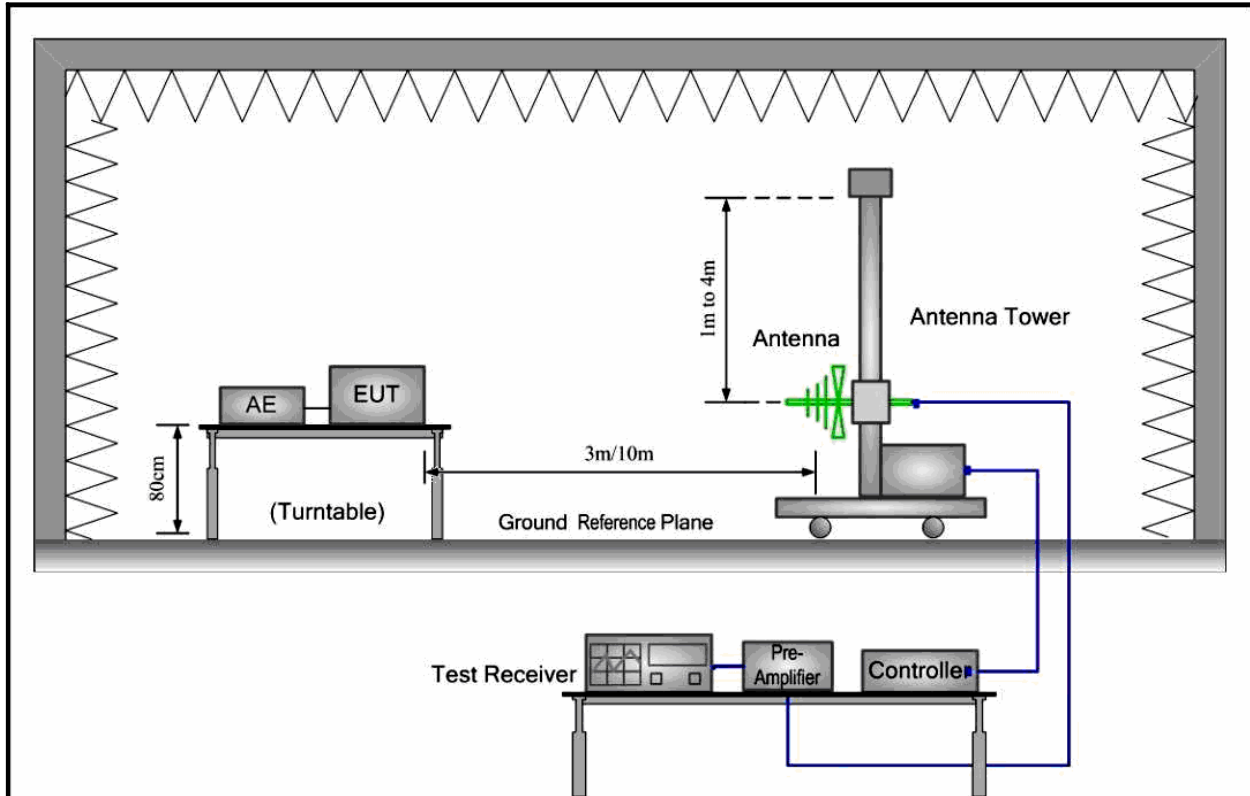 1m to 4m
Antenna
Antenna Tower
AE
EUT
80cm
3m/10m
(Turntable)
Ground Reference Plane
Test Receiver
Pre-
Amplifier
Controller